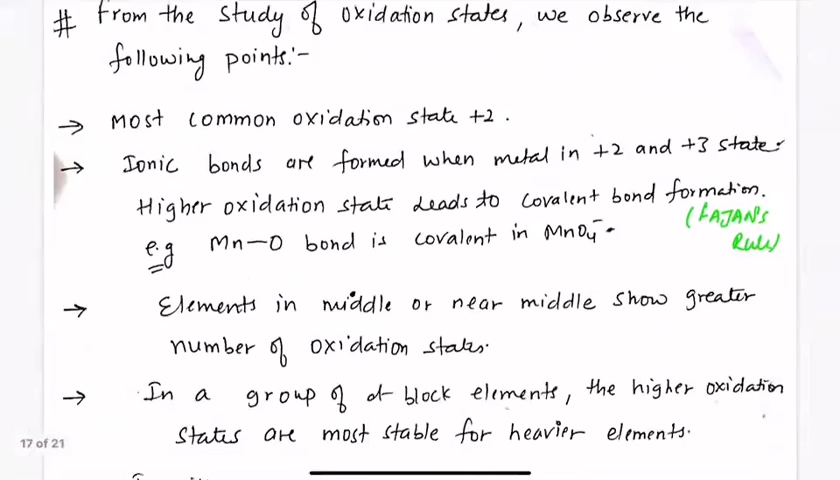 # From the study of oxidation states, we observe the
following points:-
→ Most common oxidation state +2.
→ Ionic bonds are formed when metal in +2 and +3 state.
Higher oxidation state leads to covalent bond formation.
(FAJAN'S
Rule)
e.g Mn-O bond is covalent in MnO4-.
→ Elements in middle or near middle show greater
number of oxidation states.
→ In a group of d-block elements, the higher oxidation
states are most stable for heavier elements.
17 of 21